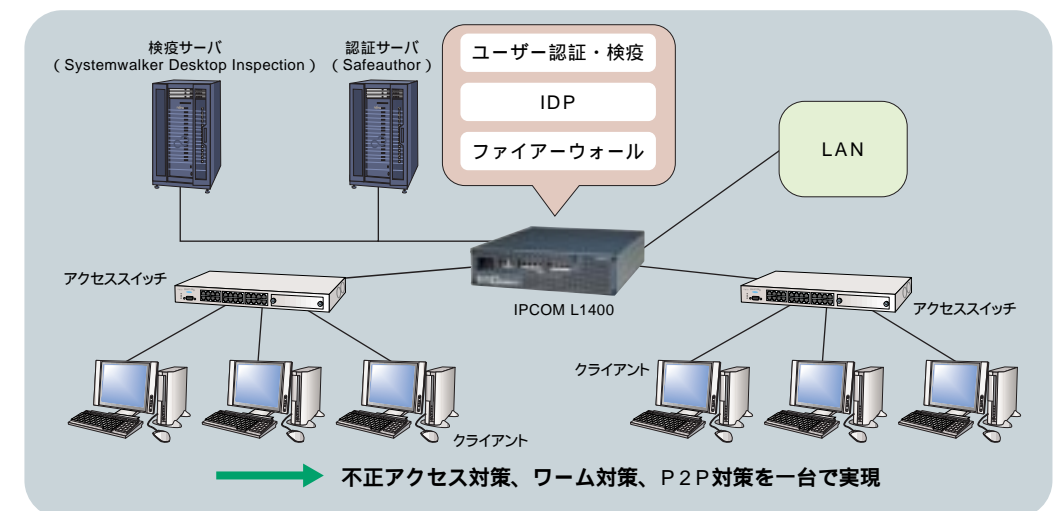 検疫サーバ
(Systemwalker Desktop Inspection)
認証サーバ
(Safeauthor)
ユーザー認証・検疫
IDP
ファイアーウォール
LAN
アクセススイッチ
IPCOM L1400
アクセススイッチ
クライアント
クライアント
不正アクセス対策、ワーム対策、P2P対策を一台で実現